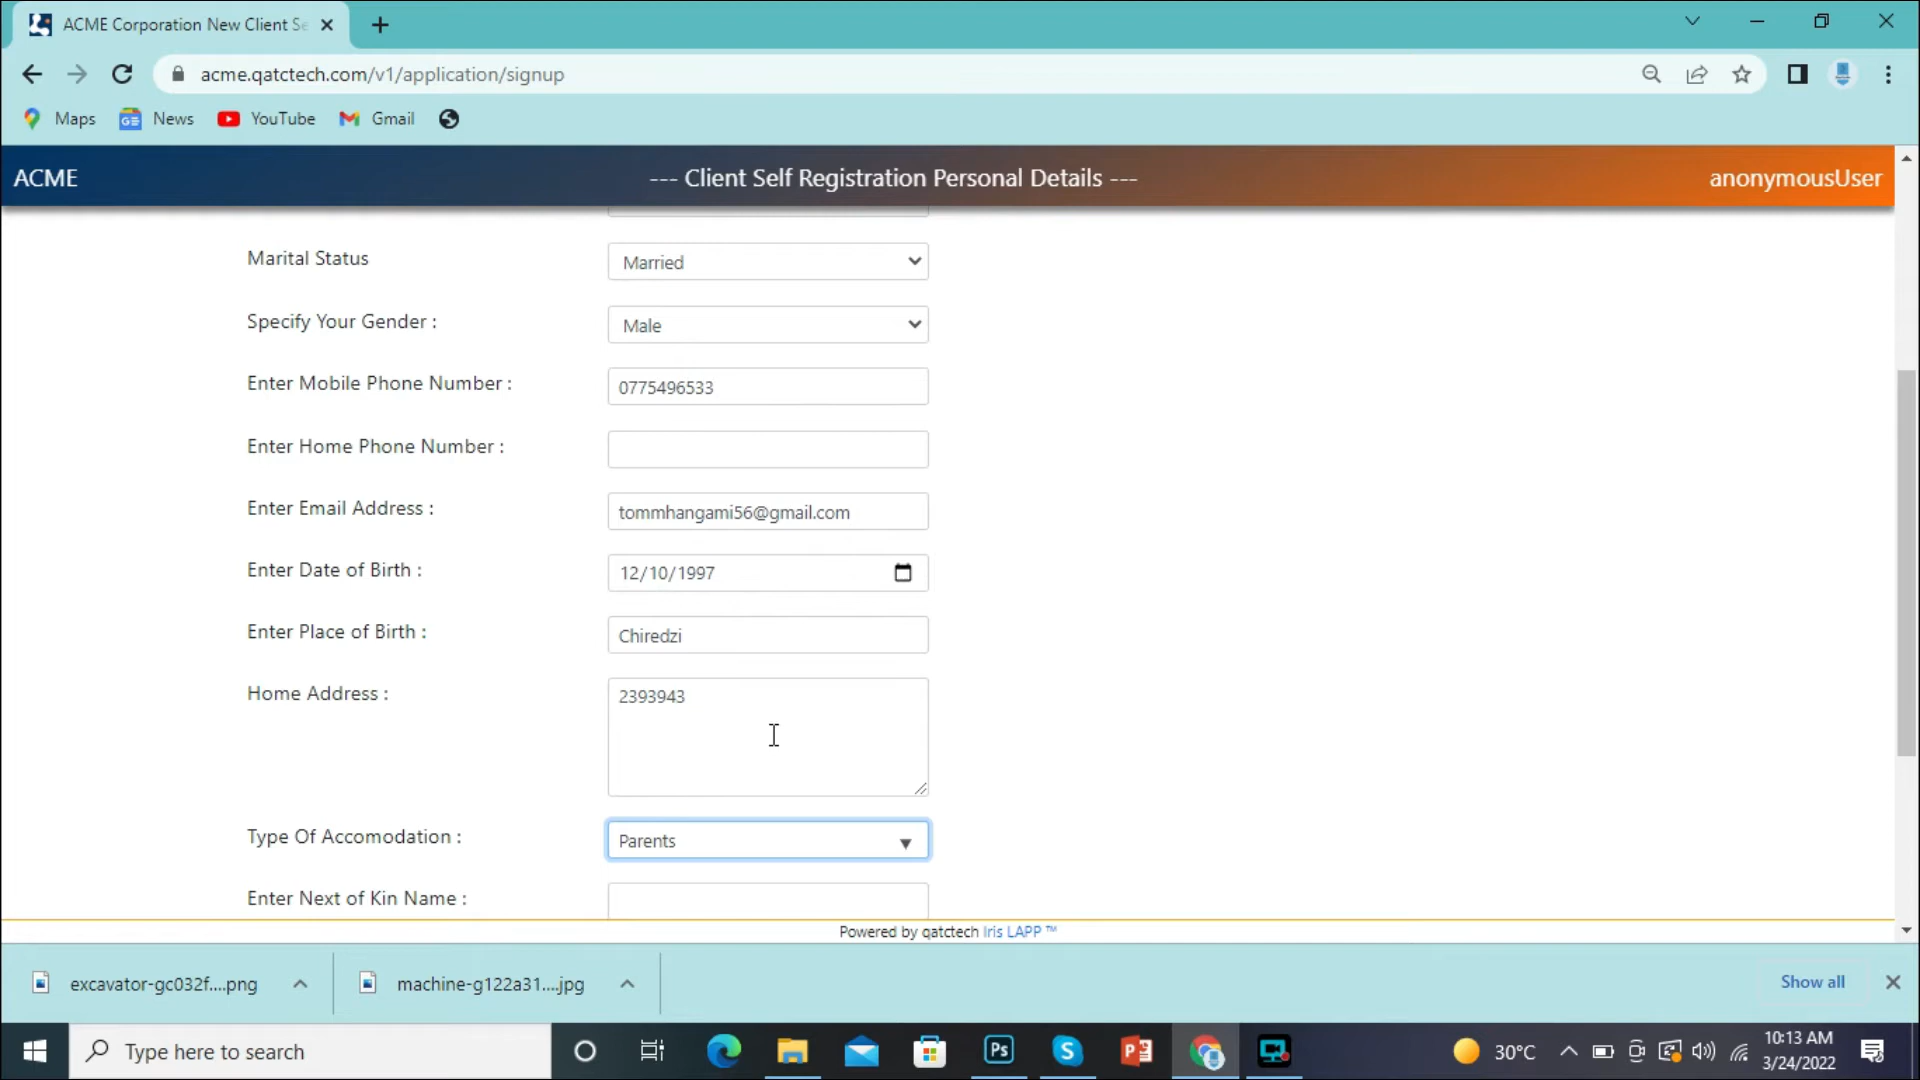 ACME Corporation New Client Se
acme.qatctech.com/v1/application/signup
Maps News YouTube Gmail
ACME --- Client Self Registration Personal Details --- anonymousUser
Marital Status Married
Specify Your Gender : Male
Enter Mobile Phone Number : 0775496533
Enter Home Phone Number :
Enter Email Address : tommhangami56@gmail.com
Enter Date of Birth : 12/10/1997
Enter Place of Birth : Chiredzi
Home Address : 2393943
Type Of Accomodation : Parents
Enter Next of Kin Name :
Powered by qatctech Iris LAPP ™
excavator-gc032f....png machine-g122a31....jpg Show all
Type here to search Ps S P 30°C 10:13 AM
3/24/2022